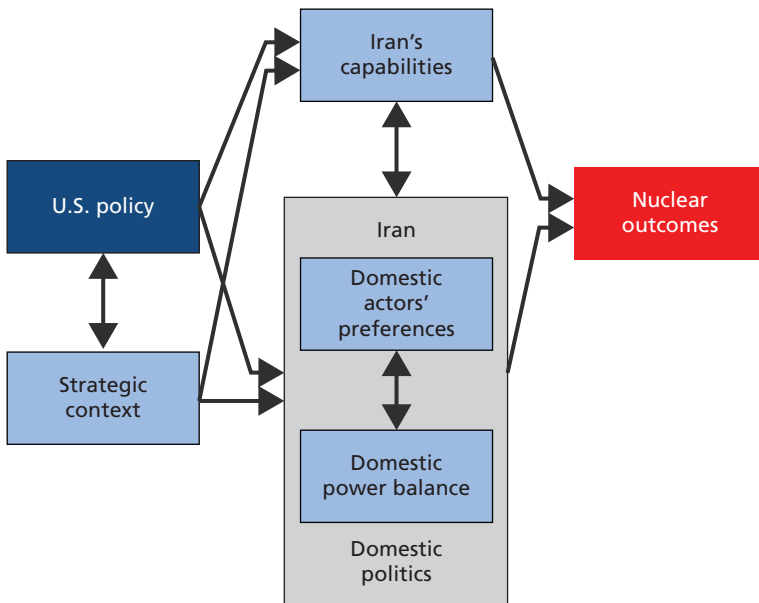 Iran’s
capabilities
U.S. policy
Nuclear
outcomes
Iran
Domestic
actors’
preferences
Strategic
context
Domestic
power balance
Domestic
politics